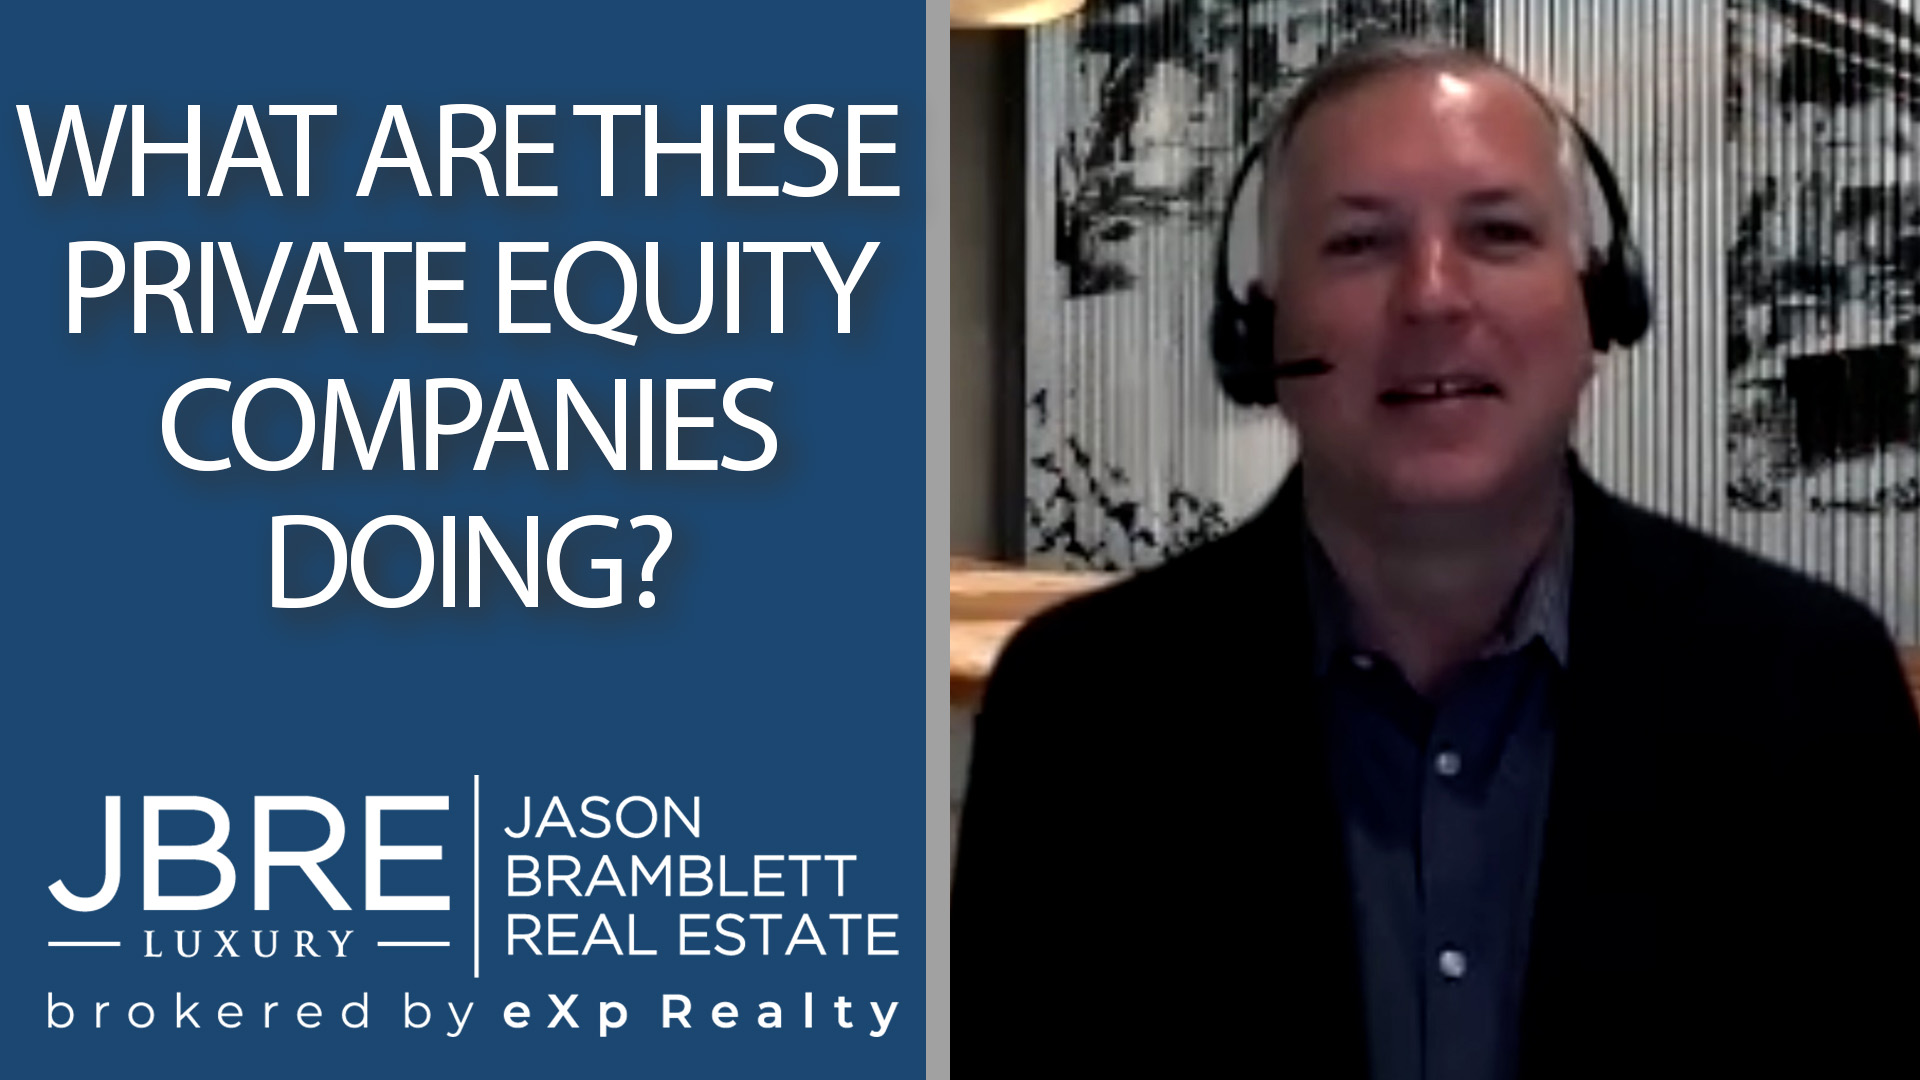 WHAT ARE THESE
PRIVATE EQUITY
COMPANIES
DOING?
JBRE
LUXURY
JASON
BRAMBLETT
REAL ESTATE
brokered by eXp Realty